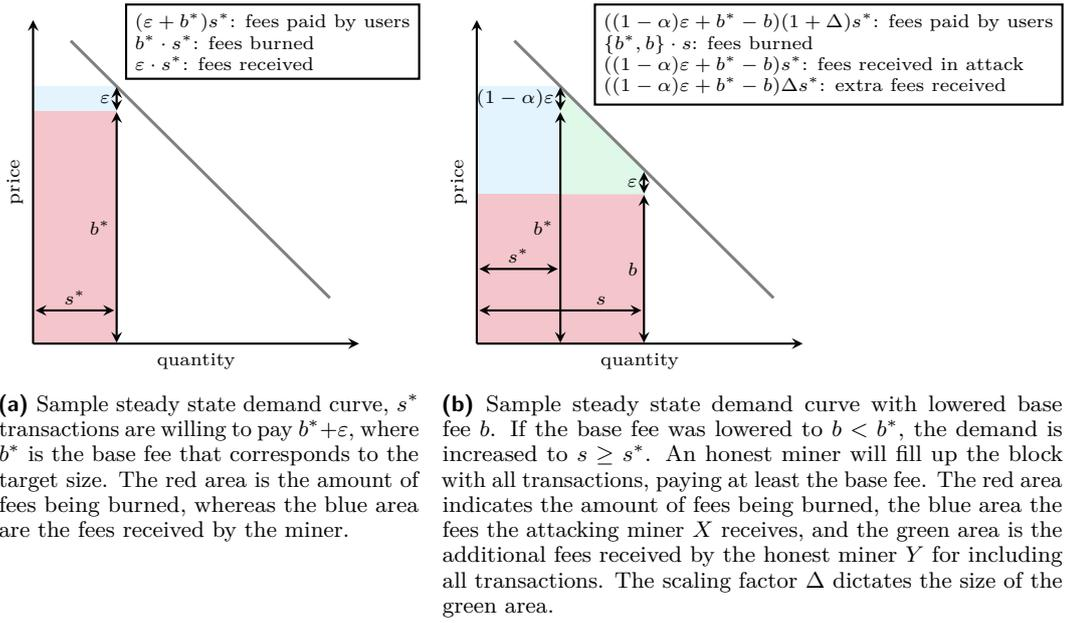 (ε + b*)s*: fees paid by users
b* · s*: fees burned
ε · s*: fees received
ε
price
b*
s*
quantity
((1 − α)ε + b* − b)(1 + Δ)s*: fees paid by users
{b*, b} · s: fees burned
((1 − α)ε + b* − b)s*: fees received in attack
((1 − α)ε + b* − b)Δs*: extra fees received
(1 − α)ε
price
ε
b*
s*
b
s
quantity
(a) Sample steady state demand curve, s*
transactions are willing to pay b*+ε, where
b* is the base fee that corresponds to the
target size. The red area is the amount of
fees being burned, whereas the blue area
are the fees received by the miner.
(b) Sample steady state demand curve with lowered base
fee b. If the base fee was lowered to b < b*, the demand is
increased to s ≥ s*. An honest miner will fill up the block
with all transactions, paying at least the base fee. The red area
indicates the amount of fees being burned, the blue area the
fees the attacking miner X receives, and the green area is the
additional fees received by the honest miner Y for including
all transactions. The scaling factor Δ dictates the size of the
green area.